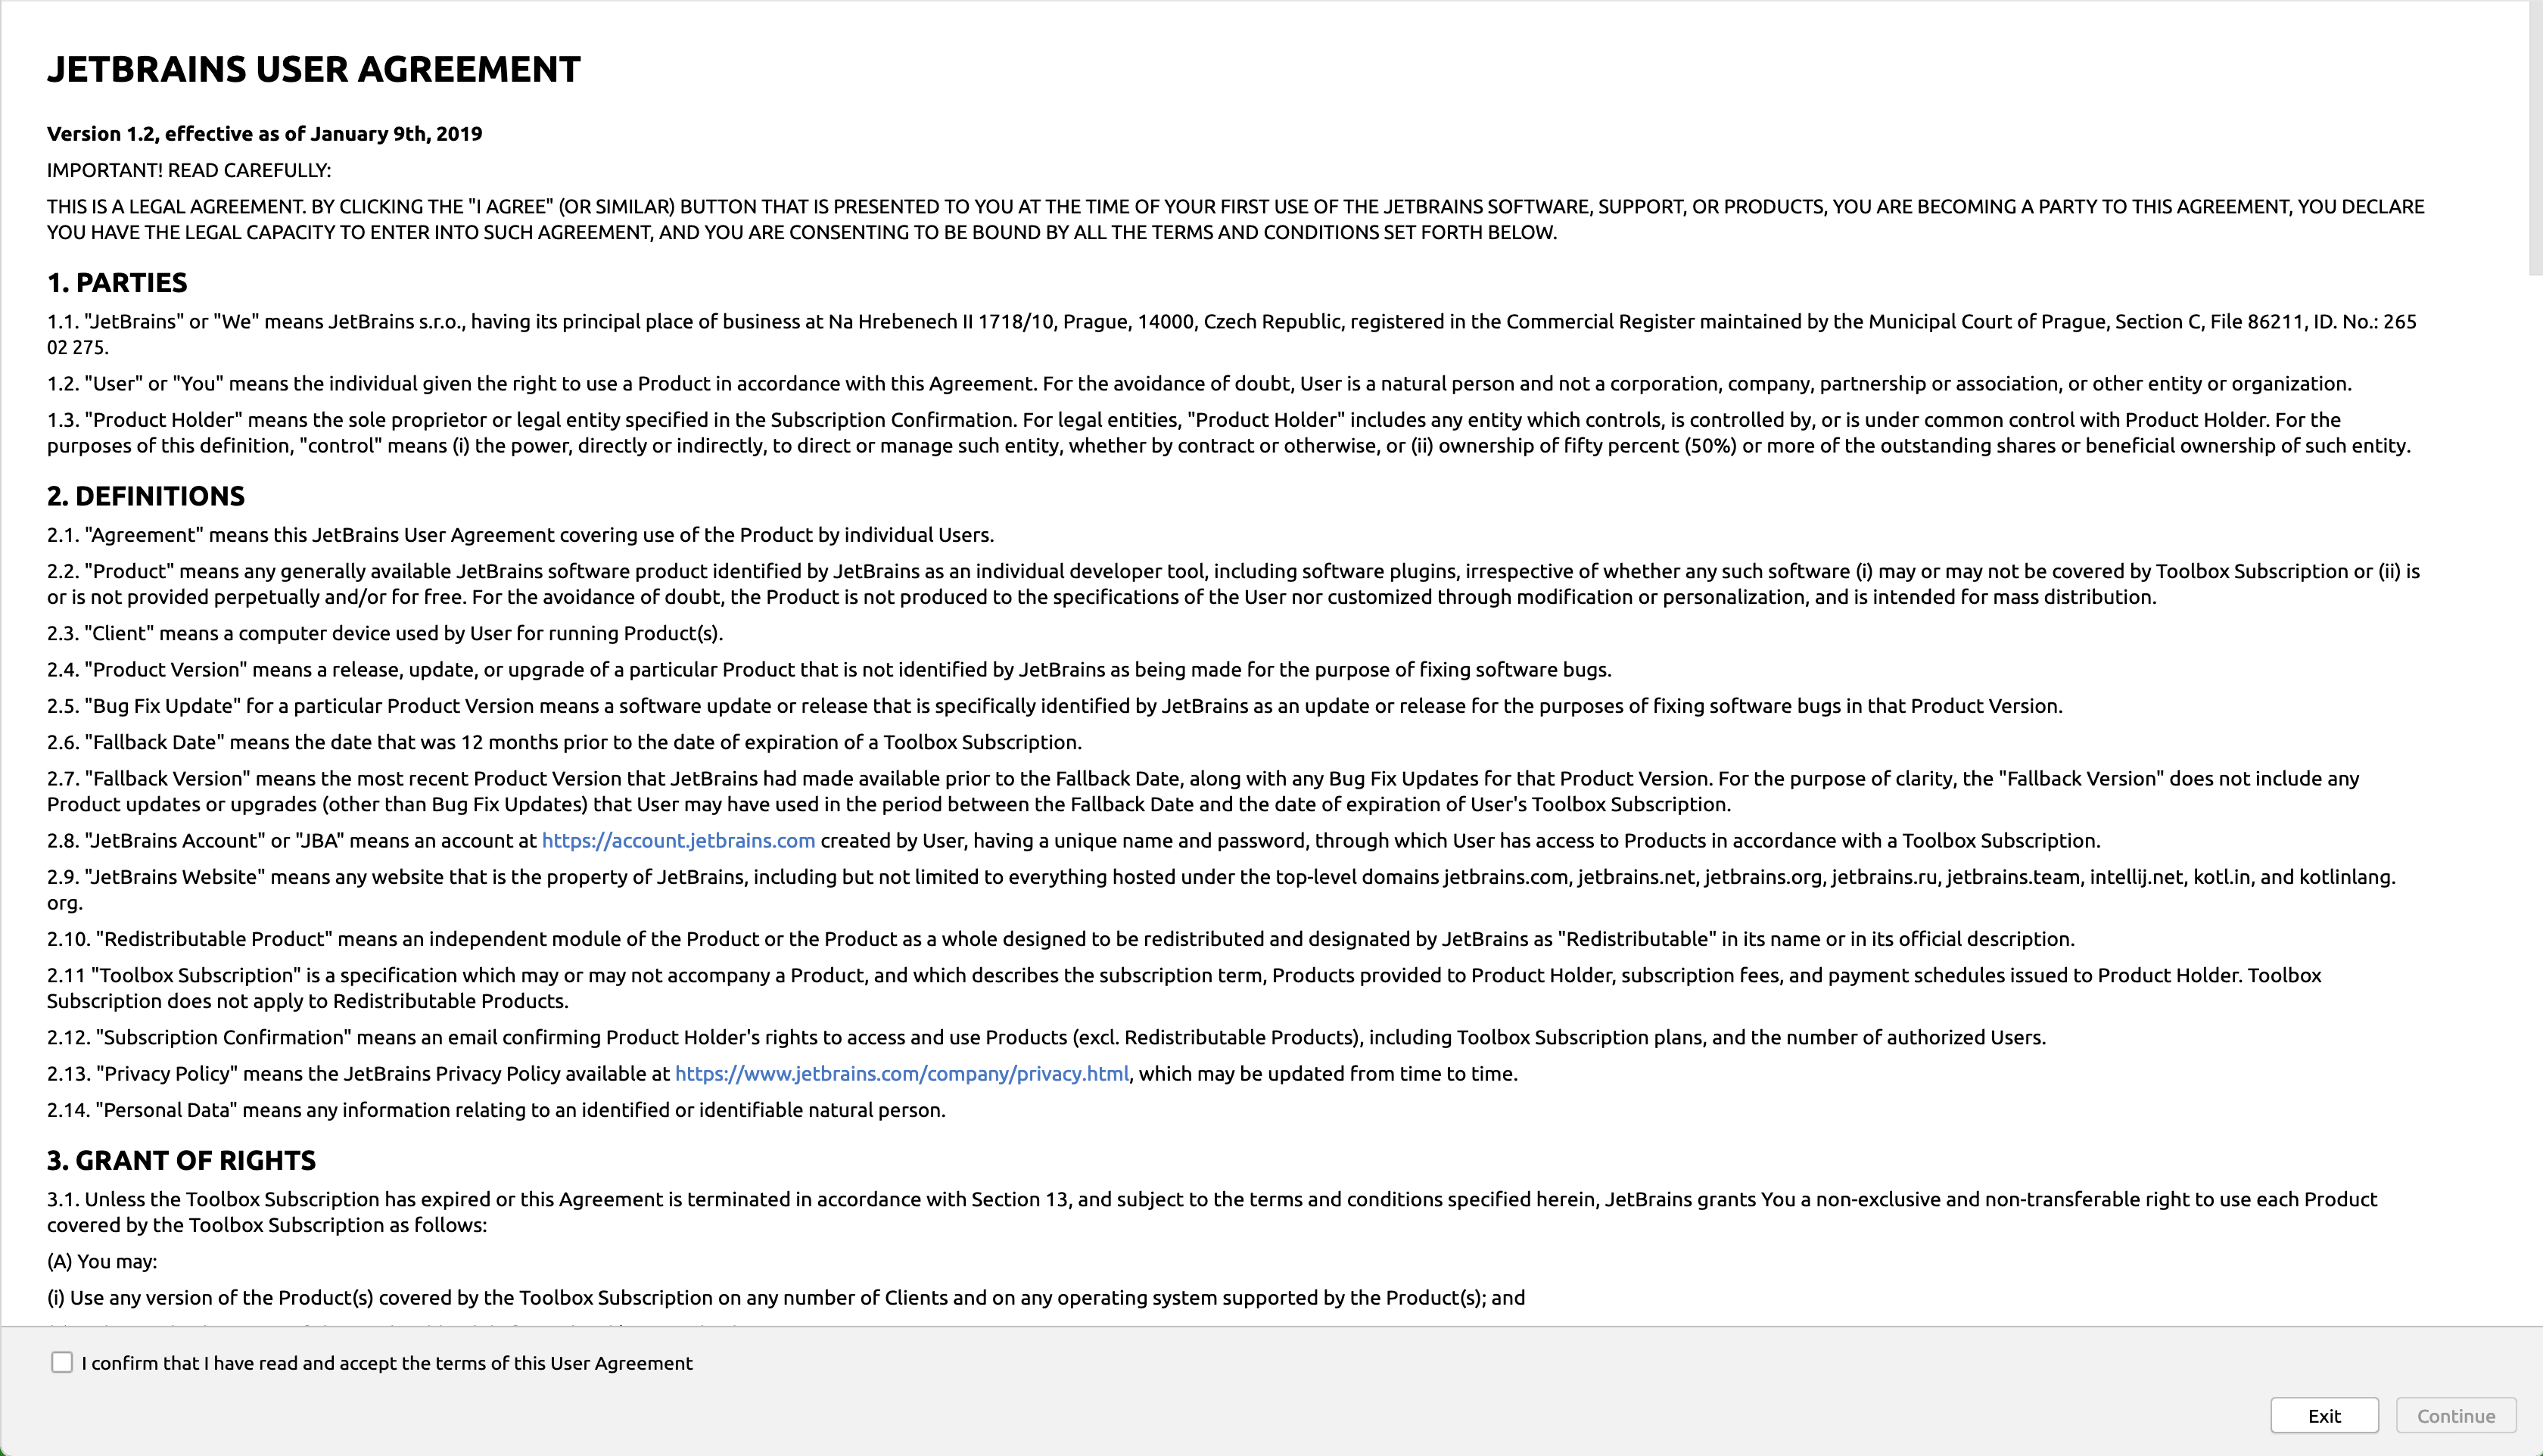 JETBRAINS USER AGREEMENT
Version 1.2, effective as of January 9th, 2019
IMPORTANT! READ CAREFULLY:
THIS IS A LEGAL AGREEMENT. BY CLICKING THE "I AGREE" (OR SIMILAR) BUTTON THAT IS PRESENTED TO YOU AT THE TIME OF YOUR FIRST USE OF THE JETBRAINS SOFTWARE, SUPPORT, OR PRODUCTS, YOU ARE BECOMING A PARTY TO THIS AGREEMENT, YOU DECLARE
YOU HAVE THE LEGAL CAPACITY TO ENTER INTO SUCH AGREEMENT, AND YOU ARE CONSENTING TO BE BOUND BY ALL THE TERMS AND CONDITIONS SET FORTH BELOW.
1. PARTIES
1.1. "JetBrains" or "We" means JetBrains s.r.o., having its principal place of business at Na Hrebenech II 1718/10, Prague, 14000, Czech Republic, registered in the Commercial Register maintained by the Municipal Court of Prague, Section C, File 86211, ID. No.: 265
02 275.
1.2. "User" or "You" means the individual given the right to use a Product in accordance with this Agreement. For the avoidance of doubt, User is a natural person and not a corporation, company, partnership or association, or other entity or organization.
1.3. "Product Holder" means the sole proprietor or legal entity specified in the Subscription Confirmation. For legal entities, "Product Holder" includes any entity which controls, is controlled by, or is under common control with Product Holder. For the
purposes of this definition, "control" means (i) the power, directly or indirectly, to direct or manage such entity, whether by contract or otherwise, or (ii) ownership of fifty percent (50%) or more of the outstanding shares or beneficial ownership of such entity.
2. DEFINITIONS
2.1. "Agreement" means this JetBrains User Agreement covering use of the Product by individual Users.
2.2. "Product" means any generally available JetBrains software product identified by JetBrains as an individual developer tool, including software plugins, irrespective of whether any such software (i) may or may not be covered by Toolbox Subscription or (ii) is
or is not provided perpetually and/or for free. For the avoidance of doubt, the Product is not produced to the specifications of the User nor customized through modification or personalization, and is intended for mass distribution.
2.3. "Client" means a computer device used by User for running Product(s).
2.4. "Product Version" means a release, update, or upgrade of a particular Product that is not identified by JetBrains as being made for the purpose of fixing software bugs.
2.5. "Bug Fix Update" for a particular Product Version means a software update or release that is specifically identified by JetBrains as an update or release for the purposes of fixing software bugs in that Product Version.
2.6. "Fallback Date" means the date that was 12 months prior to the date of expiration of a Toolbox Subscription.
2.7. "Fallback Version" means the most recent Product Version that JetBrains had made available prior to the Fallback Date, along with any Bug Fix Updates for that Product Version. For the purpose of clarity, the "Fallback Version" does not include any
Product updates or upgrades (other than Bug Fix Updates) that User may have used in the period between the Fallback Date and the date of expiration of User's Toolbox Subscription.
2.8. "JetBrains Account" or "JBA" means an account at https://account.jetbrains.com created by User, having a unique name and password, through which User has access to Products in accordance with a Toolbox Subscription.
2.9. "JetBrains Website" means any website that is the property of JetBrains, including but not limited to everything hosted under the top-level domains jetbrains.com, jetbrains.net, jetbrains.org, jetbrains.ru, jetbrains.team, intellij.net, kotl.in, and kotlinlang.
org.
2.10. "Redistributable Product" means an independent module of the Product or the Product as a whole designed to be redistributed and designated by JetBrains as "Redistributable" in its name or in its official description.
2.11 "Toolbox Subscription" is a specification which may or may not accompany a Product, and which describes the subscription term, Products provided to Product Holder, subscription fees, and payment schedules issued to Product Holder. Toolbox
Subscription does not apply to Redistributable Products.
2.12. "Subscription Confirmation" means an email confirming Product Holder's rights to access and use Products (excl. Redistributable Products), including Toolbox Subscription plans, and the number of authorized Users.
2.13. "Privacy Policy" means the JetBrains Privacy Policy available at https://www.jetbrains.com/company/privacy.html, which may be updated from time to time.
2.14. "Personal Data" means any information relating to an identified or identifiable natural person.
3. GRANT OF RIGHTS
3.1. Unless the Toolbox Subscription has expired or this Agreement is terminated in accordance with Section 13, and subject to the terms and conditions specified herein, JetBrains grants You a non-exclusive and non-transferable right to use each Product
covered by the Toolbox Subscription as follows:
(A) You may:
(i) Use any version of the Product(s) covered by the Toolbox Subscription on any number of Clients and on any operating system supported by the Product(s); and
I confirm that I have read and accept the terms of this User Agreement
Exit
Continue